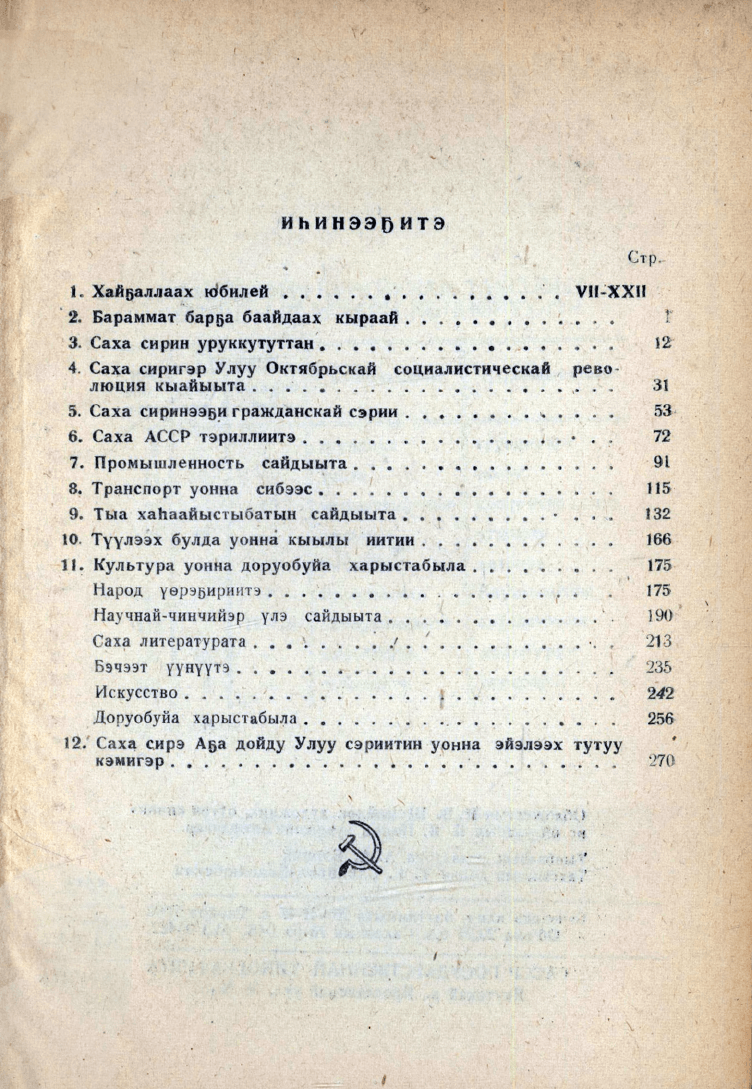 ИҺИНЭЭҔИТЭ
Стр.
1. Хайҕаллаах юбилей . . . . . . . . . . . . . . . . . VII-XXII
2. Бараммат барҕа баайдаах кыраай . . . . . . . . . . . . . 1
3. Саха сирин уруккутуттан . . . . . . . . . . . . . . . . . . 12
4. Саха сиригэр Улуу Октябрьскай социалистическай рево-
люция кыайыыта . . . . . . . . . . . . . . . . . . . . . . 31
5. Саха сиринээҕи гражданскай сэрии . . . . . . . . . . . . . 53
6. Саха АССР тэриллиитэ . . . . . . . . . . . . . . . . . . . 72
7. Промышленность сайдыыта . . . . . . . . . . . . . . . . 91
8. Транспорт уонна сибээс . . . . . . . . . . . . . . . . . . 115
9. Тыа хаһаайыстыбатын сайдыыта . . . . . . . . . . . . . 132
10. Түүлээх булда уонна кыылы иитии . . . . . . . . . . . . 166
11. Культура уонна доруобуйа харыстабыла . . . . . . . . . . 175
Народ үөрэҕириитэ . . . . . . . . . . . . . . . . . . . . . 175
Научнай-чинчийэр үлэ сайдыыта . . . . . . . . . . . . . . 190
Саха литературата . . . . . . . . . . . . . . . . . . . . . 213
Бэчээт үүнүүтэ . . . . . . . . . . . . . . . . . . . . . . 235
Искусство . . . . . . . . . . . . . . . . . . . . . . . . . 242
Доруобуйа харыстабыла . . . . . . . . . . . . . . . . . . 256
12. Саха сирэ Аҕа дойду Улуу сэриитин уонна эйэлээх тутуу
кэмигэр . . . . . . . . . . . . . . . . . . . . . . . . . . 270